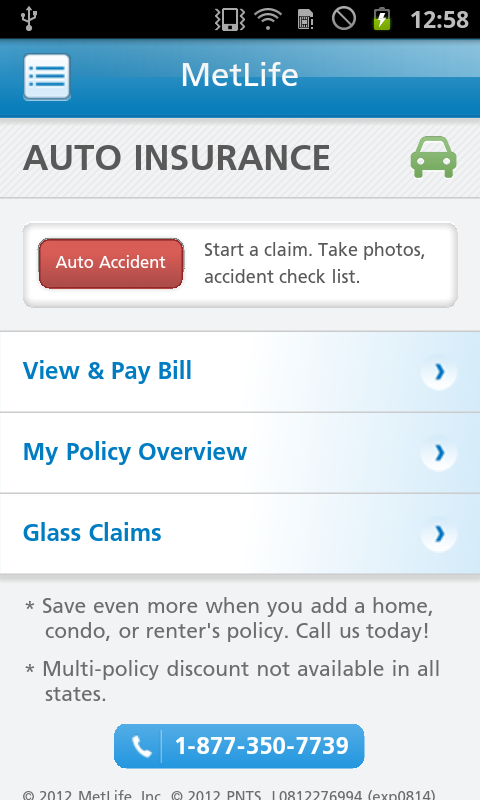 12:58
MetLife
AUTO INSURANCE
Auto Accident
Start a claim. Take photos,
accident check list.
View & Pay Bill
My Policy Overview
Glass Claims
* Save even more when you add a home,
condo, or renter's policy. Call us today!
* Multi-policy discount not available in all
states.
1-877-350-7739
© 2012 MetLife, Inc. © 2012 PNTS L0812276994 (exp0814)